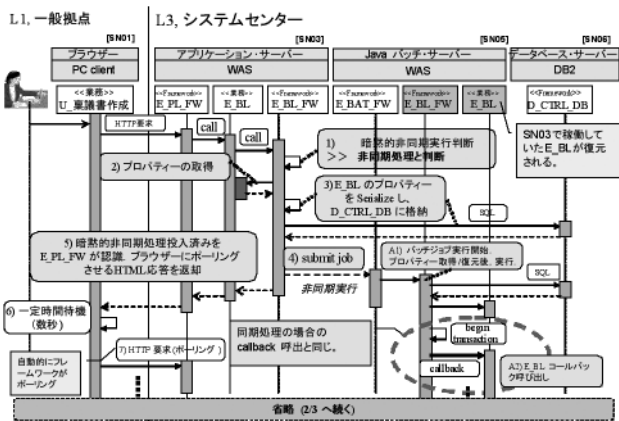 L1, 一般拠点
L3, システムセンター
[SN01]
[SN03]
[SN05]
[SN06]
ブラウザー
PC client
アプリケーション・サーバー
WAS
Java バッチ・サーバー
WAS
データベース・サーバー
DB2
<<業務>>
U_稟議書作成
<<Framework>>
E_PL_FW
<<業務>>
E_BL
<<Framework>>
E_BL_FW
<<Framework>>
E_BAT_FW
<<Framework>>
E_BL_FW
<<業務>>
E_BL
<<Framework>>
D_CTRL_DB
HTTP要求
call
call
1) 暗黙的非同期実行判断
>> 非同期処理と判断
SN03で稼働して
いたE_BLが復元
される。
2) プロパティーの取得
3) E_BL のプロパティー
を Serialize し、
D_CTRL_DB に格納
SQL
5) 暗黙的非同期処理投入済みを
E_PL_FW が認識. ブラウザーにポーリング
させるHTML応答を返却
4) submit job
非同期実行
A1) バッチジョブ実行開始,
プロパティー取得/復元後, 実行.
SQL
6) 一定時間待機
(数秒)
同期処理の場合の
callback 呼出と同じ.
begin
transaction
7) HTTP 要求(ポーリング)
自動的にフレ
ームワークが
ポーリング
callback
A2) E_BL コールバッ
ク呼び出し
省略 (2/3 へ続く)